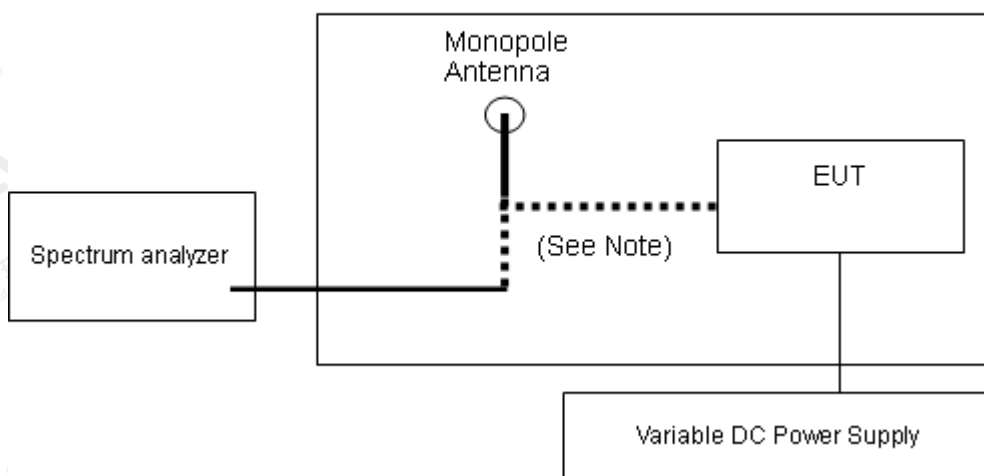 Monopole
Antenna
EUT
Spectrum analyzer
(See Note)
Variable DC Power Supply